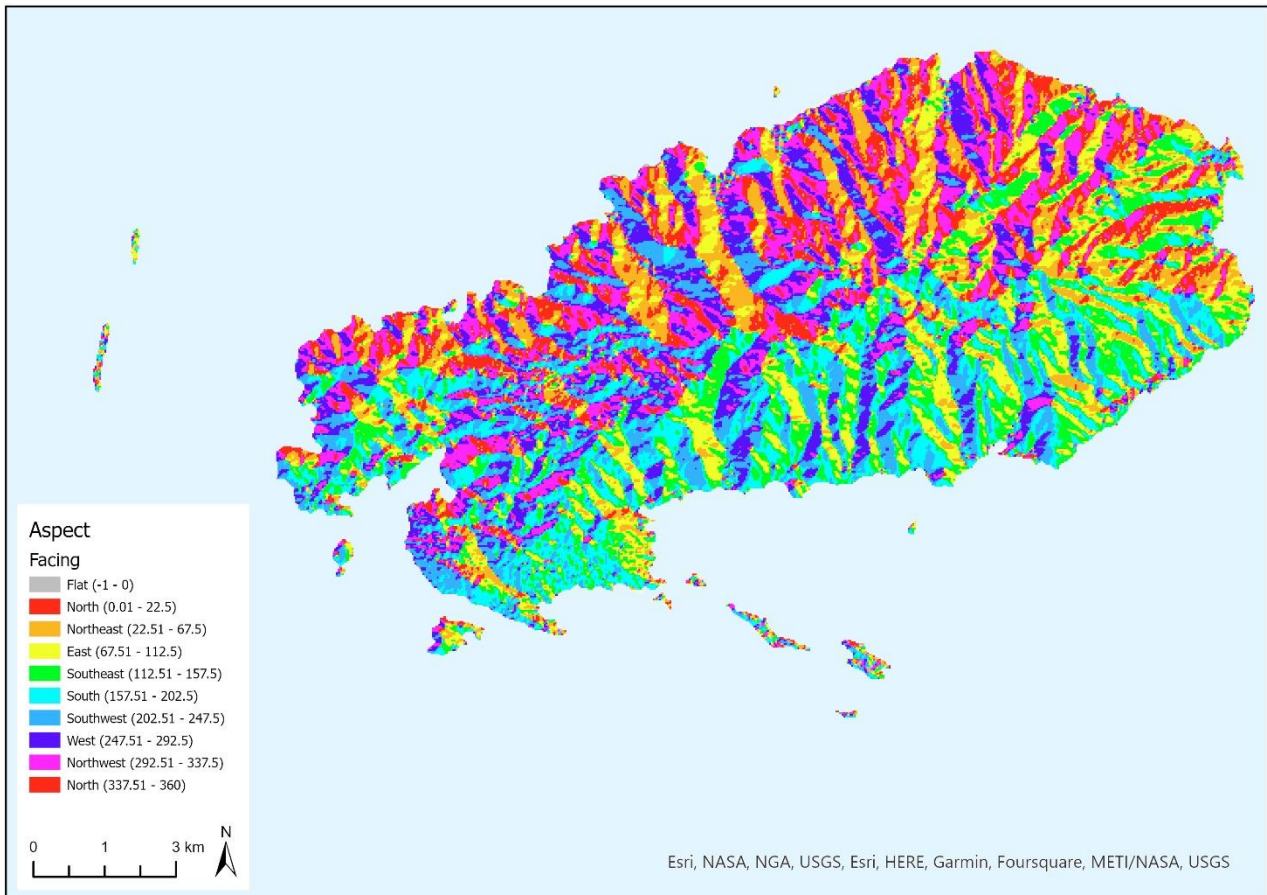 Aspect
Facing
Flat (-1 - 0)
North (0.01 - 22.5)
Northeast (22.51 - 67.5)
East (67.51 - 112.5)
Southeast (112.51 - 157.5)
South (157.51 - 202.5)
Southwest (202.51 - 247.5)
West (247.51 - 292.5)
Northwest (292.51 - 337.5)
North (337.51 - 360)
N
0 1 3 km
Esri, NASA, NGA, USGS, Esri, HERE, Garmin, Foursquare, METI/NASA, USGS